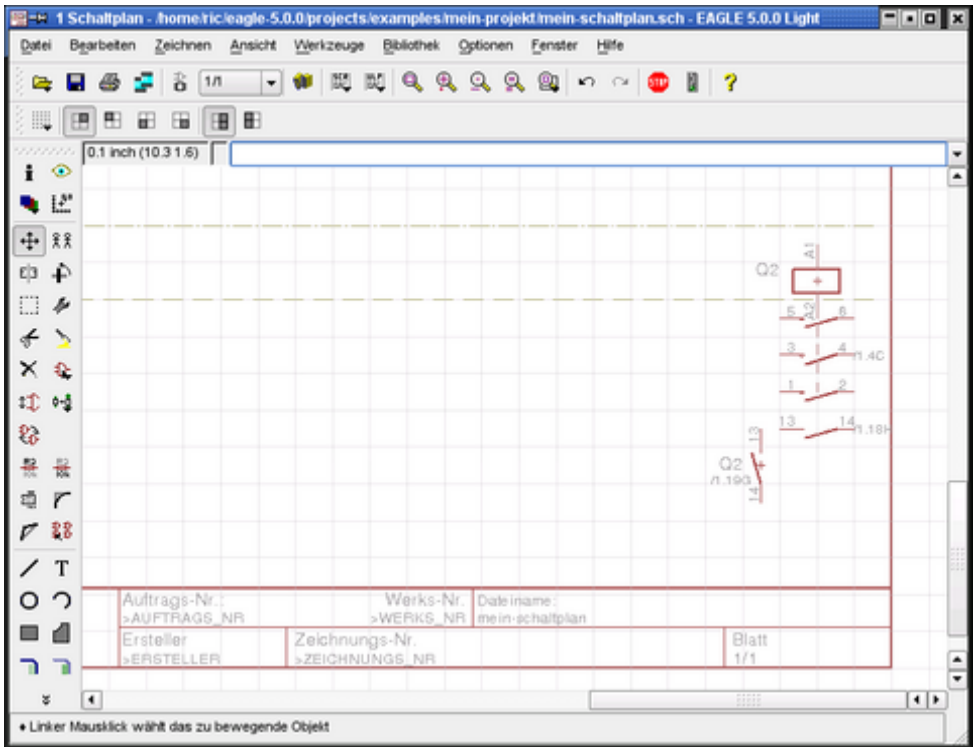 1 Schaltplan - /home/ric/eagle-5.0.0/projects/examples/mein-projekt/mein-schaltplan.sch - EAGLE 5.0.0 Light
Datei Bearbeiten Zeichnen Ansicht Werkzeuge Bibliothek Optionen Fenster Hilfe
1/1
STOP
0.1 inch (10.3 1.6)
A1
Q2
A2
5 6
3 4
/1.4C
1 2
13 14
/1.18H
13
Q2
/1.19G
14
Auftrags-Nr.: Werks-Nr. Dateiname:
>AUFTRAGS_NR >WERKS_NR mein-schaltplan
Ersteller Zeichnungs-Nr. Blatt
>ERSTELLER >ZEICHNUNGS_NR 1/1
T
Linker Mausklick wählt das zu bewegende Objekt